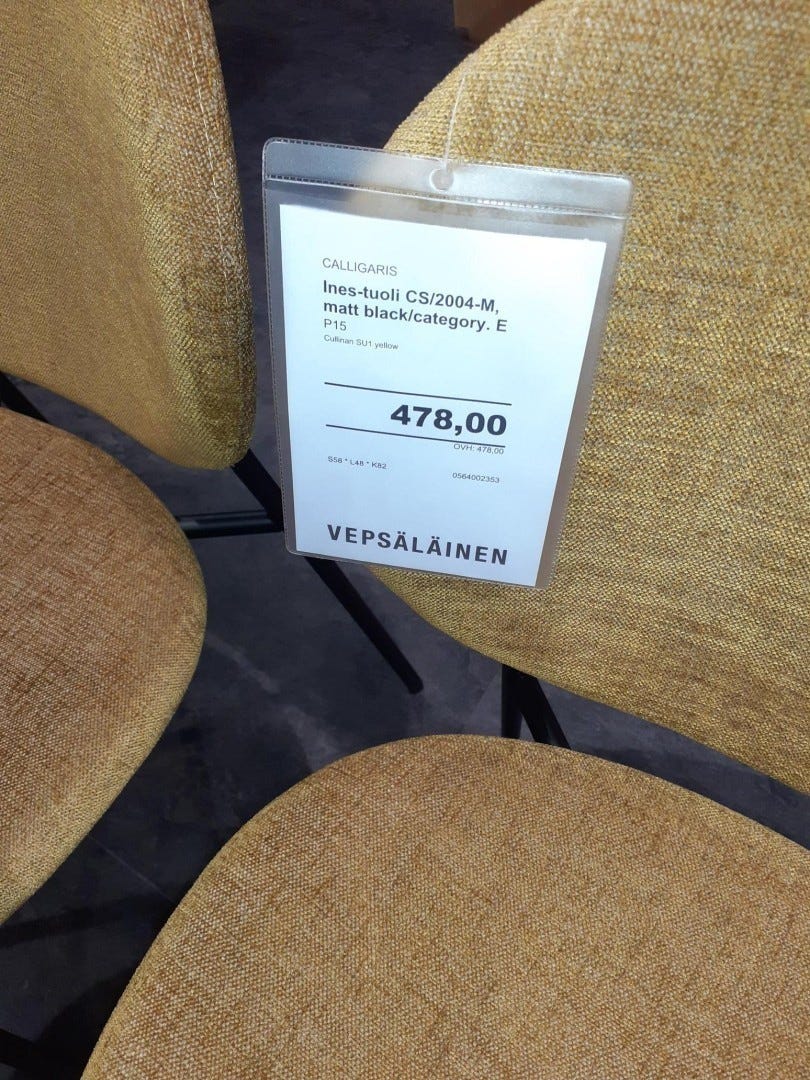 CALLIGARIS
Ines-tuoli CS/2004-M,
matt black/category. E
P15
Cullinan SU1 yellow
478,00
OVH: 478,00
S56 * L48 * K82
0564002353
VEPSÄLÄINEN